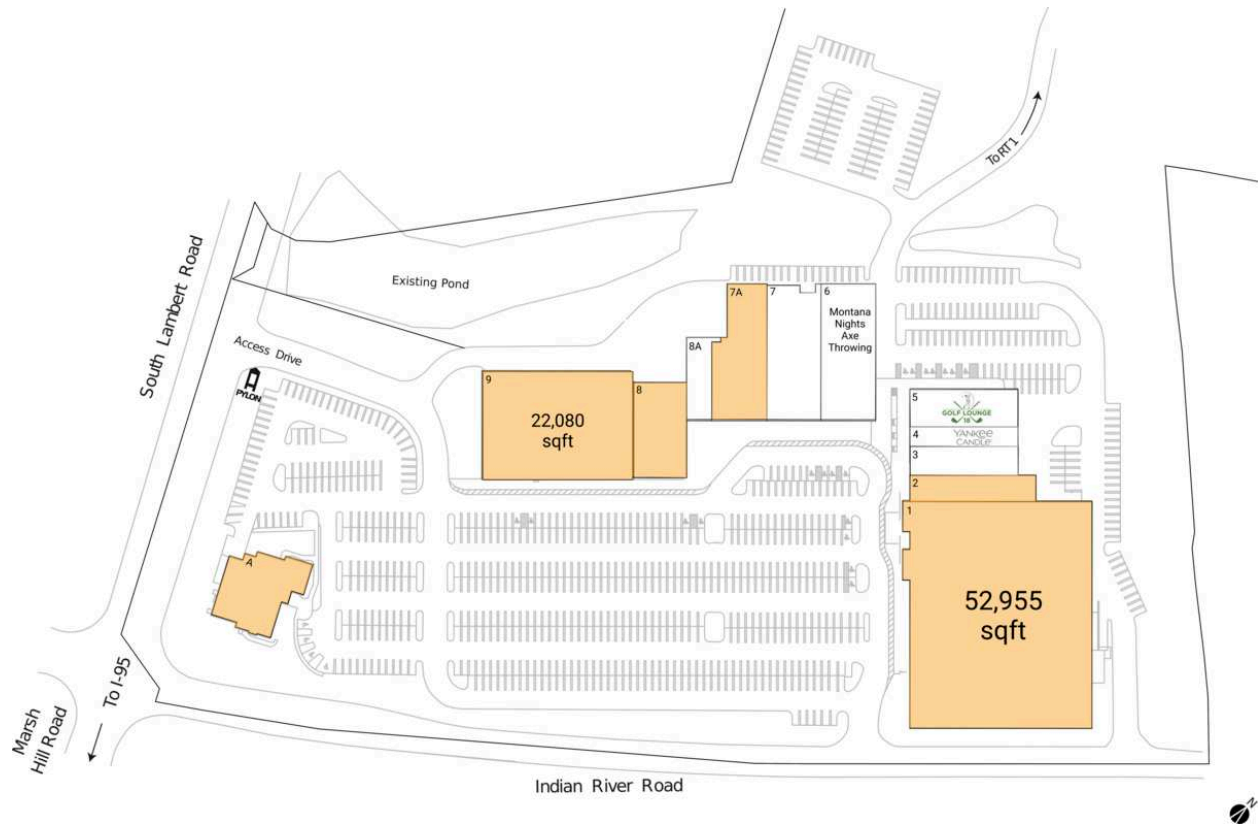 To RT1
South Lambert Road
Existing Pond
Access Drive
PYLON
7A
7
6
Montana
Nights
Axe
Throwing
8A
9
22,080
sqft
8
5
GOLF LOUNGE
18
4
YANKEE
CANDLE
3
2
1
52,955
sqft
A
To I-95
Marsh
Hill Road
Indian River Road
N